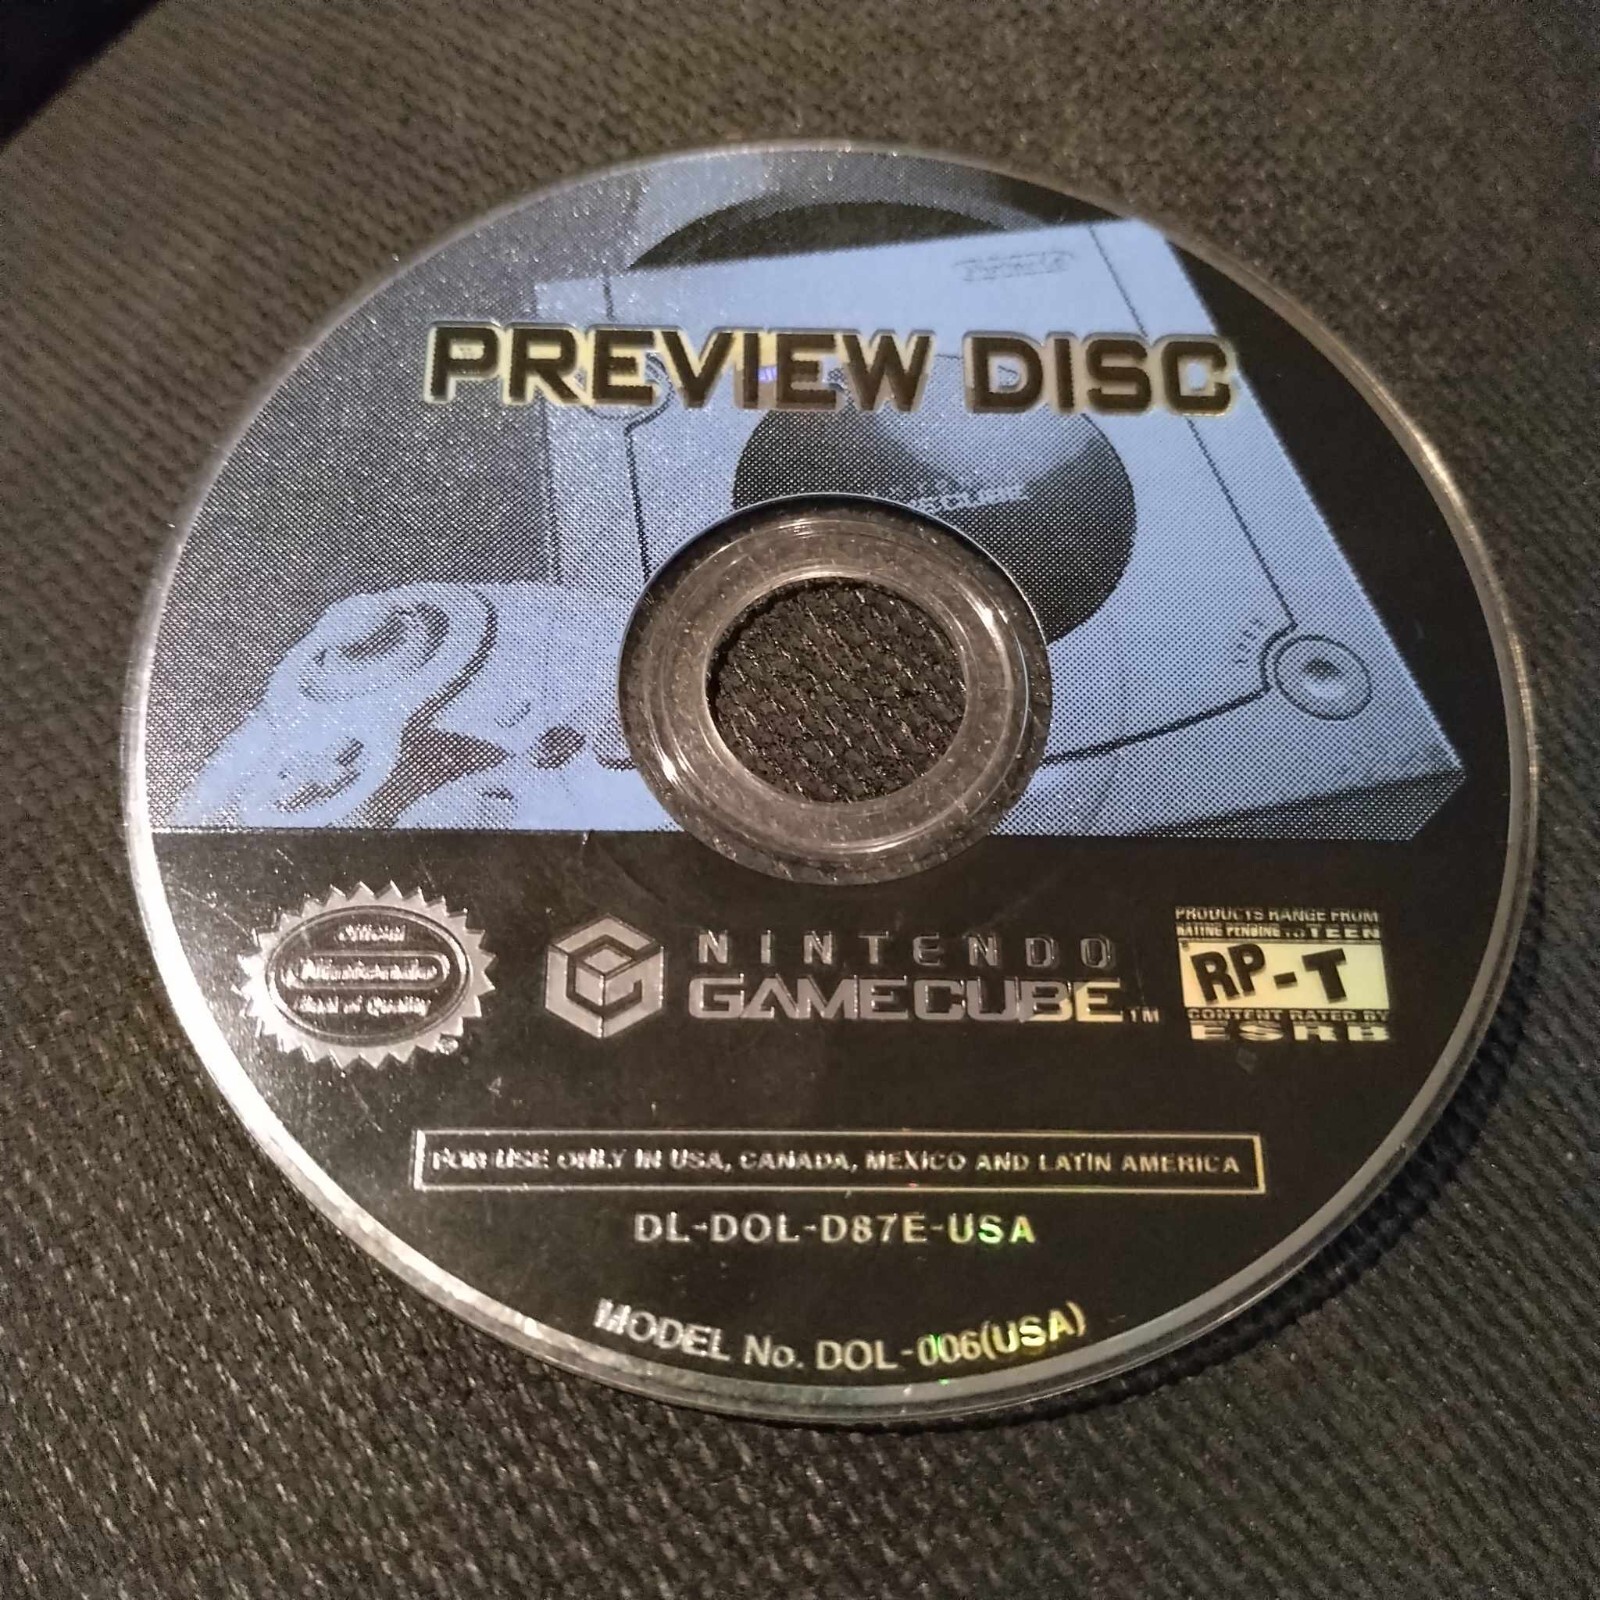 PREVIEW DISC
Official
Nintendo
Seal of Quality
NINTENDO
GAMECUBE™
PRODUCTS RANGE FROM
RATING PENDING TO TEEN
RP-T
CONTENT RATED BY
ESRB
FOR USE ONLY IN USA, CANADA, MEXICO AND LATIN AMERICA
DL-DOL-D87E-USA
MODEL No. DOL-006(USA)